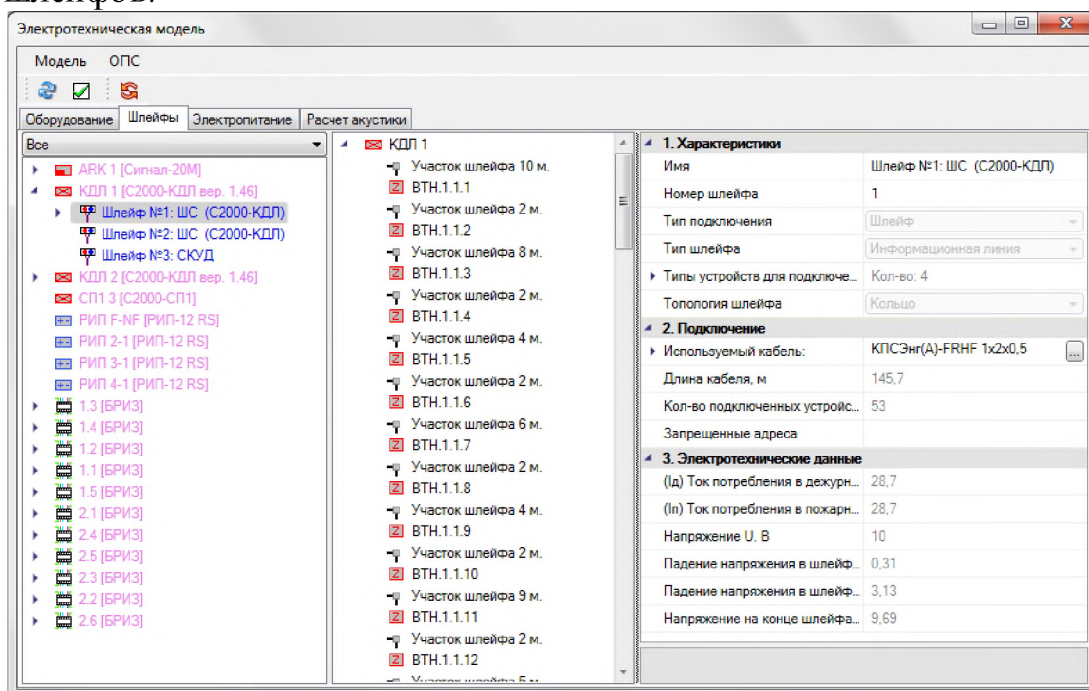 шлейфов.
Электротехническая модель
Модель ОПС
Оборудование Шлейфы Электропитание Расчет акустики
Все
ARK 1 [Сигнал-20М]
КДЛ 1 [С2000-КДЛ вер. 1.46]
Шлейф №1: ШС (С2000-КДЛ)
Шлейф №2: ШС (С2000-КДЛ)
Шлейф №3: СКУД
КДЛ 2 [С2000-КДЛ вер. 1.46]
СП1 3 [С2000-СП1]
РИП F-NF [РИП-12 RS]
РИП 2-1 [РИП-12 RS]
РИП 3-1 [РИП-12 RS]
РИП 4-1 [РИП-12 RS]
1.3 [БРИЗ]
1.4 [БРИЗ]
1.2 [БРИЗ]
1.1 [БРИЗ]
1.5 [БРИЗ]
2.1 [БРИЗ]
2.4 [БРИЗ]
2.5 [БРИЗ]
2.3 [БРИЗ]
2.2 [БРИЗ]
2.6 [БРИЗ]
КДЛ 1
Участок шлейфа 10 м.
ВТН.1.1.1
Участок шлейфа 2 м.
ВТН.1.1.2
Участок шлейфа 8 м.
ВТН.1.1.3
Участок шлейфа 2 м.
ВТН.1.1.4
Участок шлейфа 4 м.
ВТН.1.1.5
Участок шлейфа 2 м.
ВТН.1.1.6
Участок шлейфа 6 м.
ВТН.1.1.7
Участок шлейфа 2 м.
ВТН.1.1.8
Участок шлейфа 4 м.
ВТН.1.1.9
Участок шлейфа 2 м.
ВТН.1.1.10
Участок шлейфа 9 м.
ВТН.1.1.11
Участок шлейфа 2 м.
ВТН.1.1.12
Участок шлейфа 5 м.
1. Характеристики
Имя Шлейф №1: ШС (С2000-КДЛ)
Номер шлейфа 1
Тип подключения Шлейф
Тип шлейфа Информационная линия
Типы устройств для подключе... Кол-во: 4
Топология шлейфа Кольцо
2. Подключение
Используемый кабель: КПСЭнг(А)-FRHF 1x2x0,5 ...
Длина кабеля, м 145,7
Кол-во подключенных устройс... 53
Запрещенные адреса
3. Электротехнические данные
(Iд) Ток потребления в дежурн... 28,7
(Iп) Ток потребления в пожарн... 28,7
Напряжение U. В 10
Падение напряжения в шлейф... 0,31
Падение напряжения в шлейф... 3,13
Напряжение на конце шлейфа... 9,69